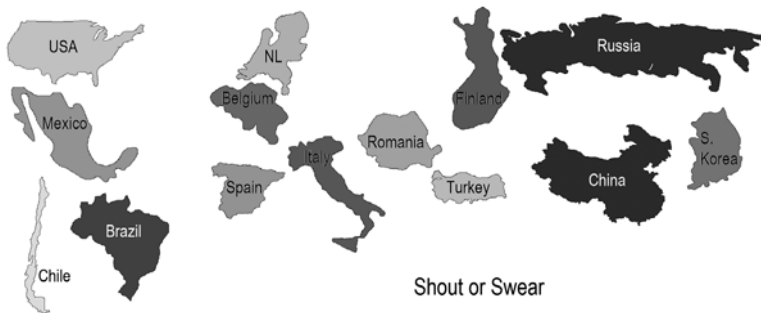 USA
NL
Russia
Belgium
Finland
Mexico
Romania
Italy
S.
Korea
Spain
Turkey
China
Brazil
Chile
Shout or Swear